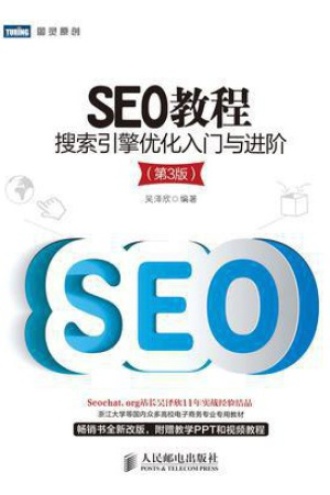 TURING 图灵原创
SEO教程
搜索引擎优化入门与进阶
(第3版)
吴泽欣◎编著
SEO
Seochat.org站长吴泽欣11年实战经验结晶
浙江大学等国内众多高校电子商务专业专用教材
畅销书全新改版，附赠教学PPT和视频教程
人民邮电出版社
POSTS & TELECOM PRESS